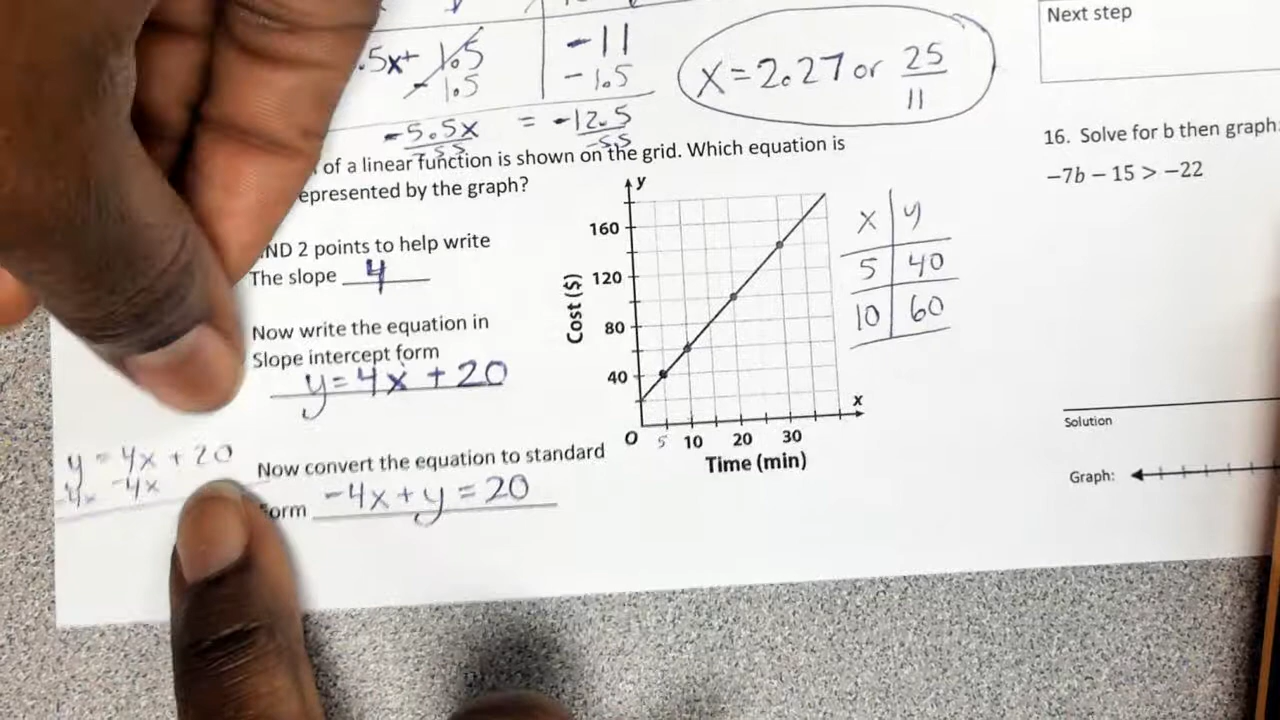 .5x+ 1.5 -11
-1.5 -1.5
-5.5x = -12.5
x = 2.27 or 25/11
Next step
of a linear function is shown on the grid. Which equation is
epresented by the graph?
ND 2 points to help write
The slope 4
Now write the equation in
Slope intercept form
y=4x+20
y = 4x + 20
-4x -4x
Now convert the equation to standard
orm -4x+y=20
y
160
120
80
40
Cost ($)
O 5 10 20 30
x
Time (min)
x y
5 40
10 60
16. Solve for b then graph
−7b − 15 > −22
Solution
Graph: